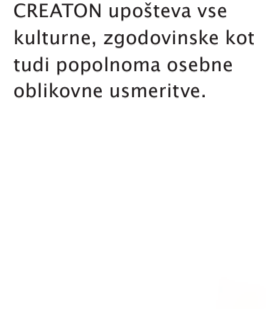 CREATON upošteva vse
kulturne, zgodovinske kot
tudi popolnoma osebne
oblikovne usmeritve.